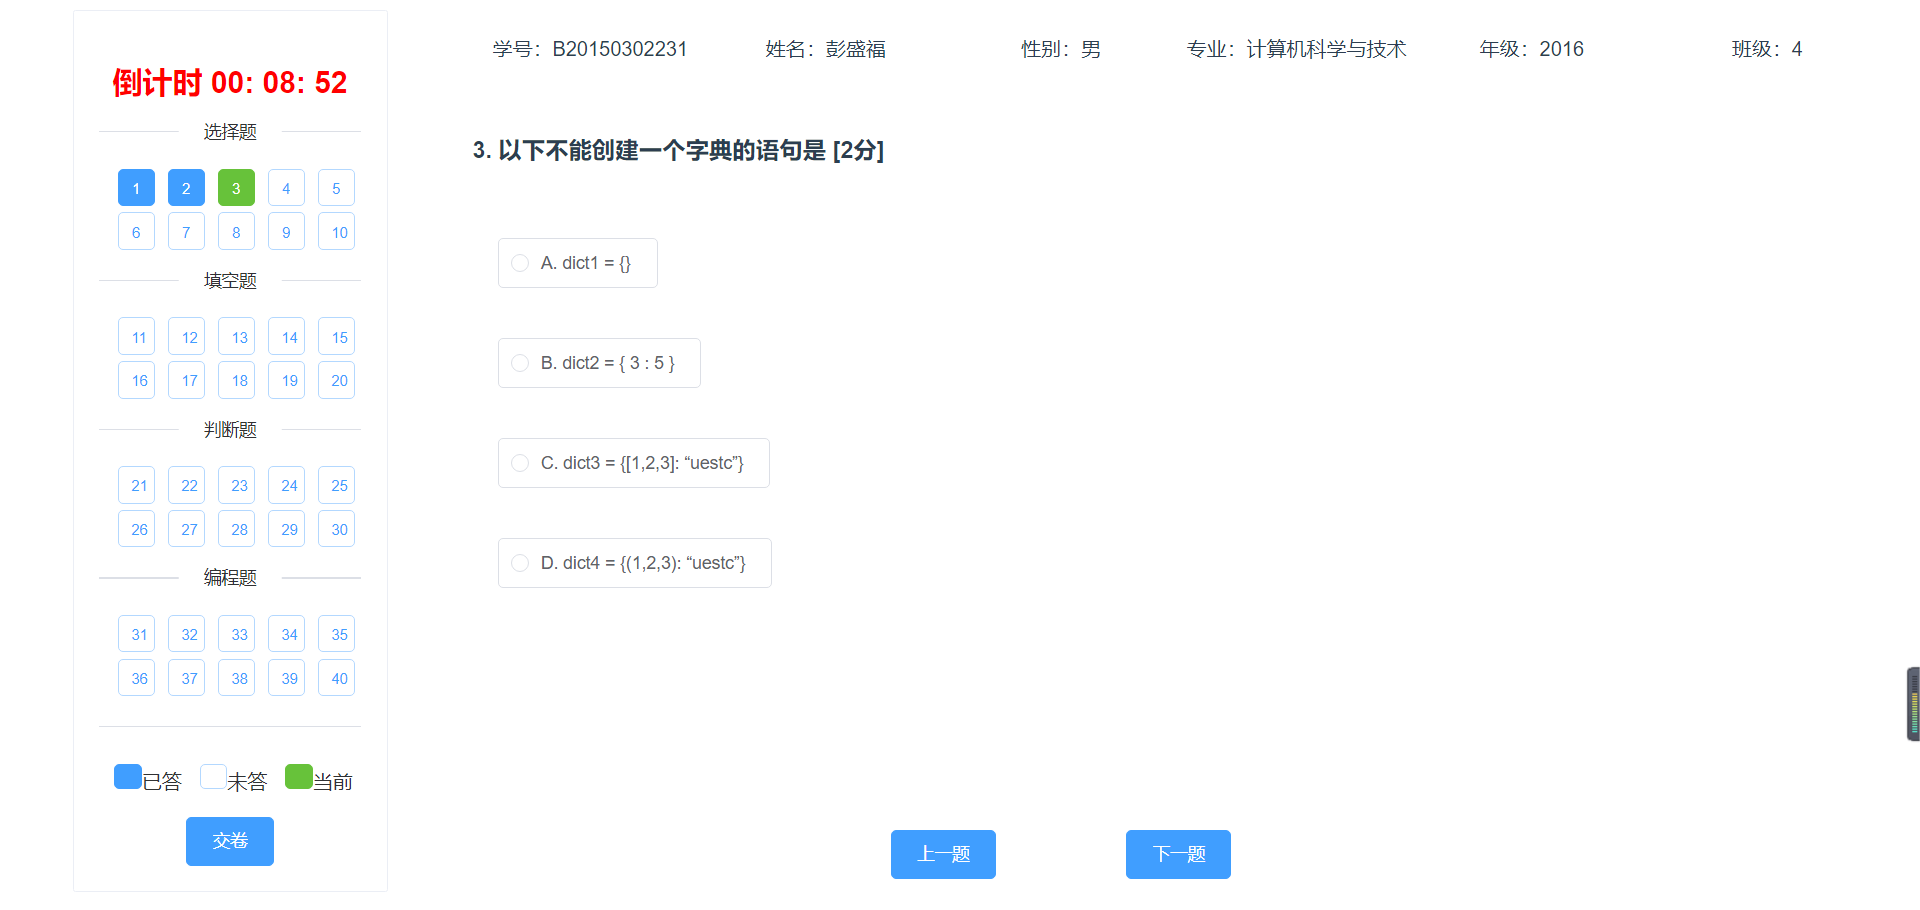 学号：B20150302231 姓名：彭盛福 性别：男 专业：计算机科学与技术 年级：2016 班级：4
倒计时 00: 08: 52
选择题
1 2 3 4 5
6 7 8 9 10
填空题
11 12 13 14 15
16 17 18 19 20
判断题
21 22 23 24 25
26 27 28 29 30
编程题
31 32 33 34 35
36 37 38 39 40
已答 未答 当前
交卷
3. 以下不能创建一个字典的语句是 [2分]
A. dict1 = {}
B. dict2 = { 3 : 5 }
C. dict3 = {[1,2,3]: “uestc”}
D. dict4 = {(1,2,3): “uestc”}
上一题 下一题